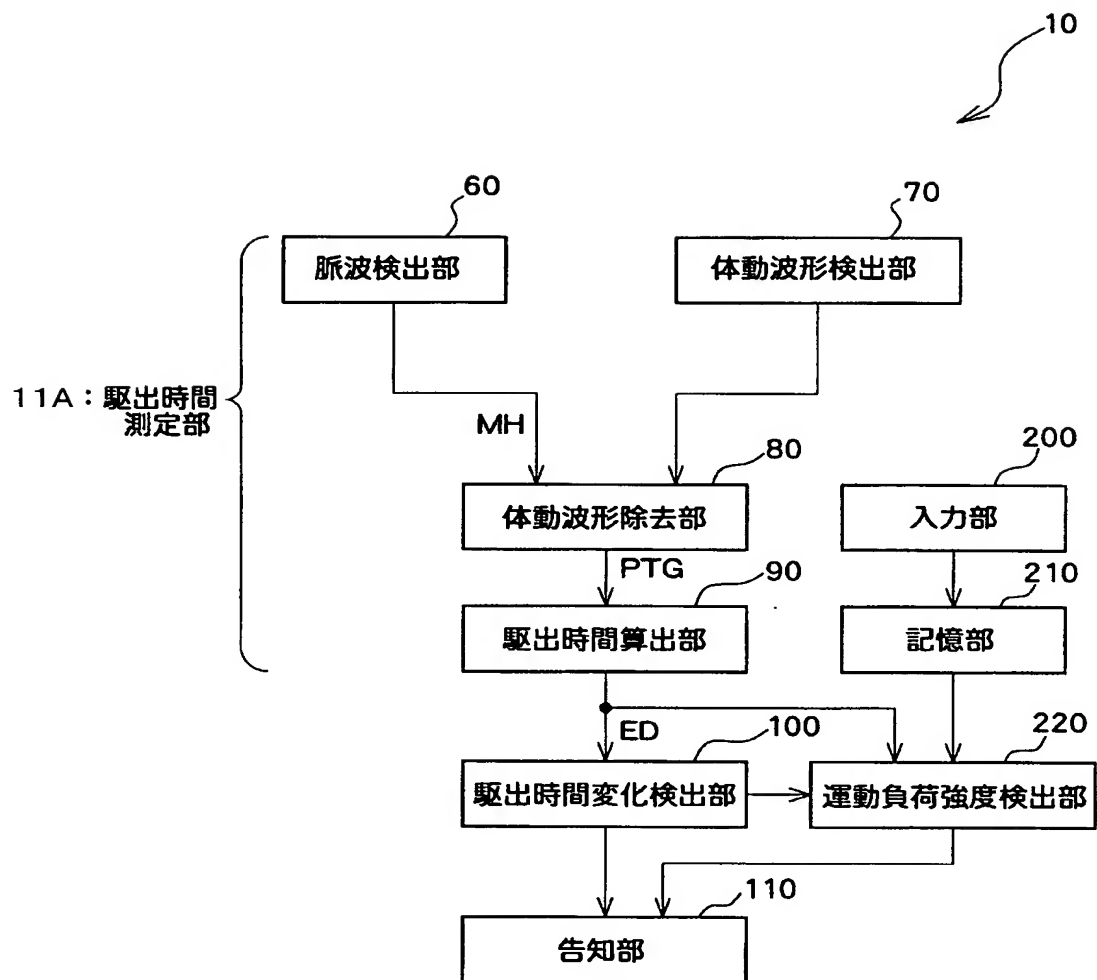 10
60
70
脈波検出部
体動波形検出部
11A：駆出時間
測定部
MH
80
200
体動波形除去部
入力部
PTG
90
210
駆出時間算出部
記憶部
ED
100
220
駆出時間変化検出部
運動負荷強度検出部
110
告知部